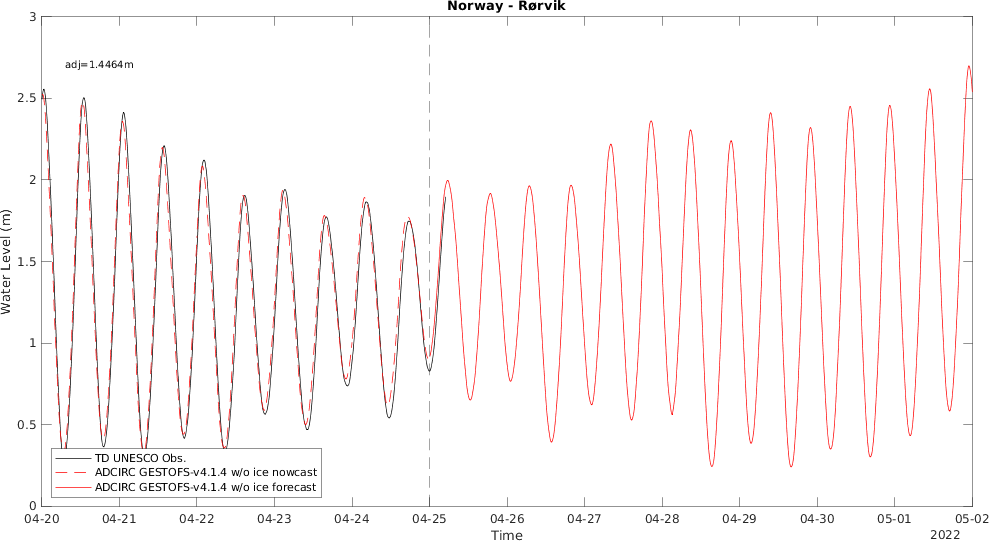 Norway - Rørvik
3
adj=1.4464m
2.5
2
1.5
Water Level (m)
1
0.5
TD UNESCO Obs.
ADCIRC GESTOFS-v4.1.4 w/o ice nowcast
ADCIRC GESTOFS-v4.1.4 w/o ice forecast
0
04-20 04-21 04-22 04-23 04-24 04-25 04-26 04-27 04-28 04-29 04-30 05-01 05-02
Time 2022